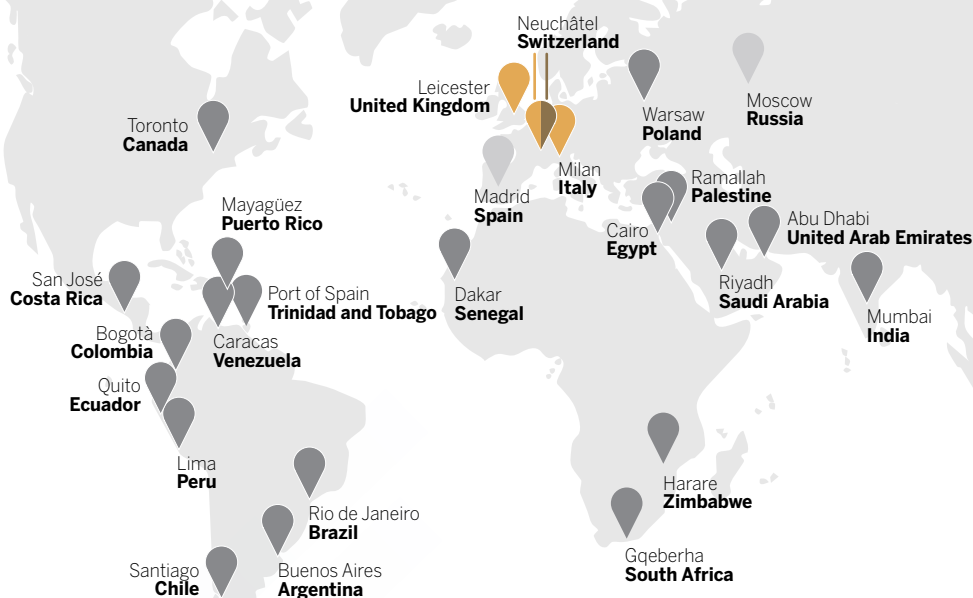 Neuchâtel
Switzerland
Leicester
United Kingdom
Moscow
Russia
Warsaw
Poland
Toronto
Canada
Milan
Italy
Madrid
Spain
Ramallah
Palestine
Mayagüez
Puerto Rico
Abu Dhabi
United Arab Emirates
Cairo
Egypt
San José
Costa Rica
Port of Spain
Trinidad and Tobago
Dakar
Senegal
Riyadh
Saudi Arabia
Mumbai
India
Bogotà
Colombia
Caracas
Venezuela
Quito
Ecuador
Lima
Peru
Harare
Zimbabwe
Rio de Janeiro
Brazil
Gqeberha
South Africa
Santiago
Chile
Buenos Aires
Argentina